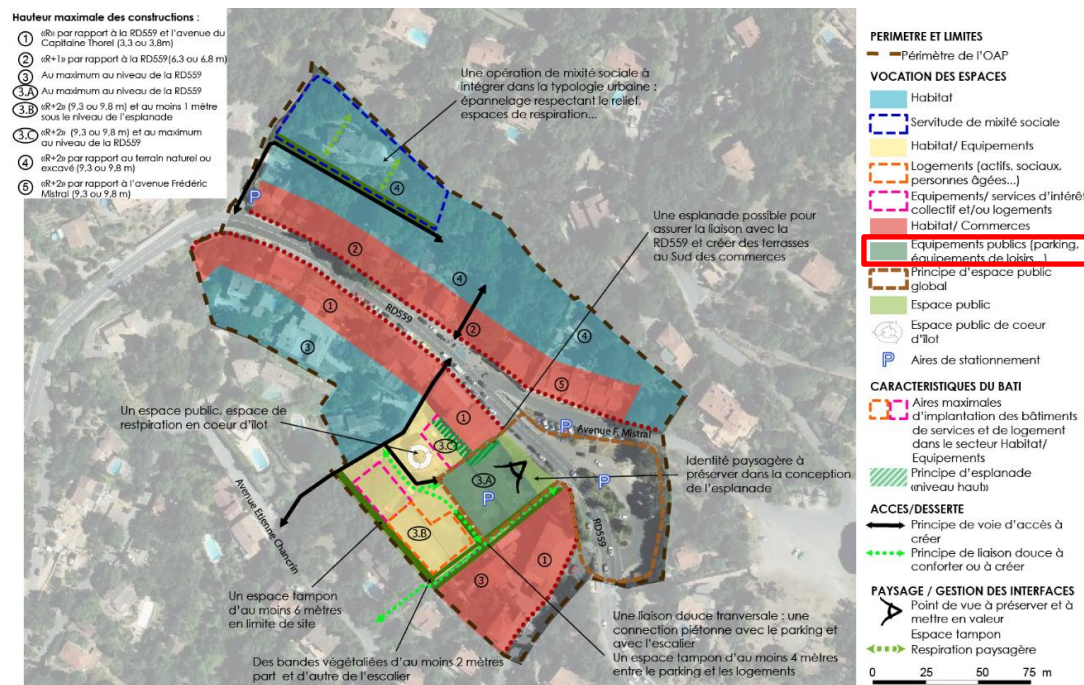 Hauteur maximale des constructions :
1 «R» par rapport à la RD559 et l'avenue du
Capitaine Thorel (3,3 ou 3,8m)
2 «R+1» par rapport à la RD559(6,3 ou 6,8 m)
3 Au maximum au niveau de la RD559
3.A Au maximum au niveau de la RD559
3.B «R+2» (9,3 ou 9,8 m) et au moins 1 mètre
sous le niveau de l'esplanade
3.C «R+2» (9,3 ou 9,8 m) et au maximum
au niveau de la RD559
4 «R+2» par rapport au terrain naturel ou
excavé (9,3 ou 9,8 m)
5 «R+2» par rapport à l'avenue Frédéric
Mistral (9,3 ou 9,8 m)
Une opération de mixité sociale à
intégrer dans la typologie urbaine :
épannelage respectant le relief,
espaces de respiration...
4
P
Une esplanade possible pour
assurer la liaison avec la
RD559 et créer des terrasses
au Sud des commerces
2
4
1
RD559
2
4
3
5
Un espace public, espace de
restpiration en coeur d'îlot
1
P
Avenue F. Mistral
3.C
3.A
P
P
Identité paysagère à
préserver dans la conception
de l'esplanade
Avenue Etienne Chancrin
3.B
RD559
1
3
Un espace tampon
d'au moins 6 mètres
en limite de site
Des bandes végétaliées d'au moins 2 mètres
part et d'autre de l'escalier
Une liaison douce tranversale : une
connection piétonne avec le parking et
avec l'escalier
Un espace tampon d'au moins 4 mètres
entre le parking et les logements
PERIMETRE ET LIMITES
Périmètre de l'OAP
VOCATION DES ESPACES
Habitat
Servitude de mixité sociale
Habitat/ Equipements
Logements (actifs, sociaux,
personnes âgées...)
Equipements/ services d'intérêt
collectif et/ou logements
Habitat/ Commerces
Equipements publics (parking,
équipements de loisirs...)
Principe d'espace public
global
Espace public
Espace public de coeur
d'îlot
P Aires de stationnement
CARACTERISTIQUES DU BATI
Aires maximales
d'implantation des bâtiments
de services et de logement
dans le secteur Habitat/
Equipements
Principe d'esplanade
«niveau haut»
ACCES/DESSERTE
Principe de voie d'accès à
créer
Principe de liaison douce à
conforter ou à créer
PAYSAGE / GESTION DES INTERFACES
Point de vue à préserver et à
mettre en valeur
Espace tampon
Respiration paysagère
0 25 50 75 m